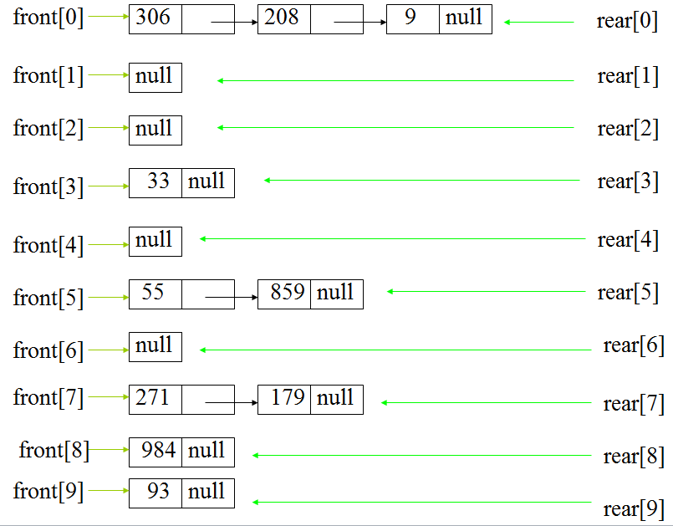 front[0] 306 208 9 null rear[0]
front[1] null rear[1]
front[2] null rear[2]
front[3] 33 null rear[3]
front[4] null rear[4]
front[5] 55 859 null rear[5]
front[6] null rear[6]
front[7] 271 179 null rear[7]
front[8] 984 null rear[8]
front[9] 93 null rear[9]